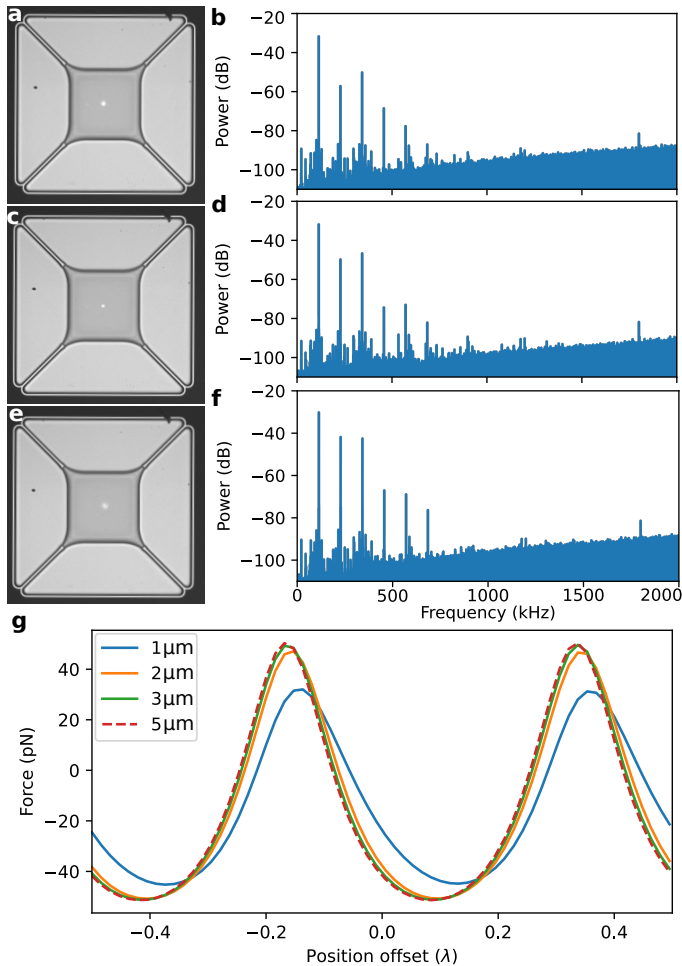 a
b
−20
−40
−60
−80
−100
Power (dB)
c
d
−20
−40
−60
−80
−100
Power (dB)
e
f
−20
−40
−60
−80
−100
Power (dB)
0 500 1000 1500 2000
Frequency (kHz)
g
1μm
2μm
3μm
5μm
40
20
0
−20
−40
Force (pN)
−0.4 −0.2 0.0 0.2 0.4
Position offset (λ)